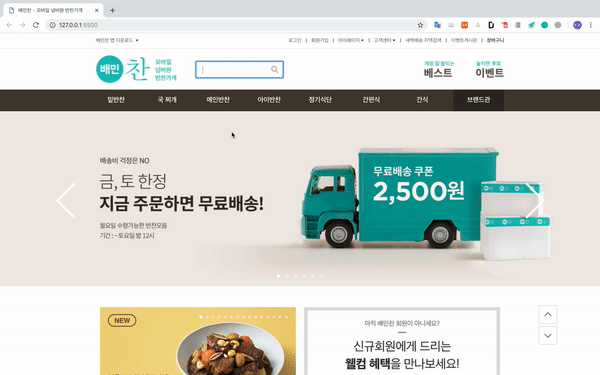 배민찬 - 모바일 넘버원 반찬가게
127.0.0.1:5500
배민찬 앱 다운로드
로그인 회원가입 마이페이지 고객센터 새벽배송 지역검색 이벤트게시판 장바구니
배민찬
모바일
넘버원
반찬가게
제일 잘 팔리는
베스트
놓치면 후회
이벤트
밑반찬 국 찌개 메인반찬 아이반찬 정기식단 간편식 간식 브랜드관
배송비 걱정은 NO
금, 토 한정
지금 주문하면 무료배송!
월요일 수령가능한 반찬모음
기간 : ~ 토요일 밤 12시
무료배송 쿠폰
2,500원
NEW
아직 배민찬 회원이 아니세요?
신규회원에게 드리는
웰컴 혜택을 만나보세요!